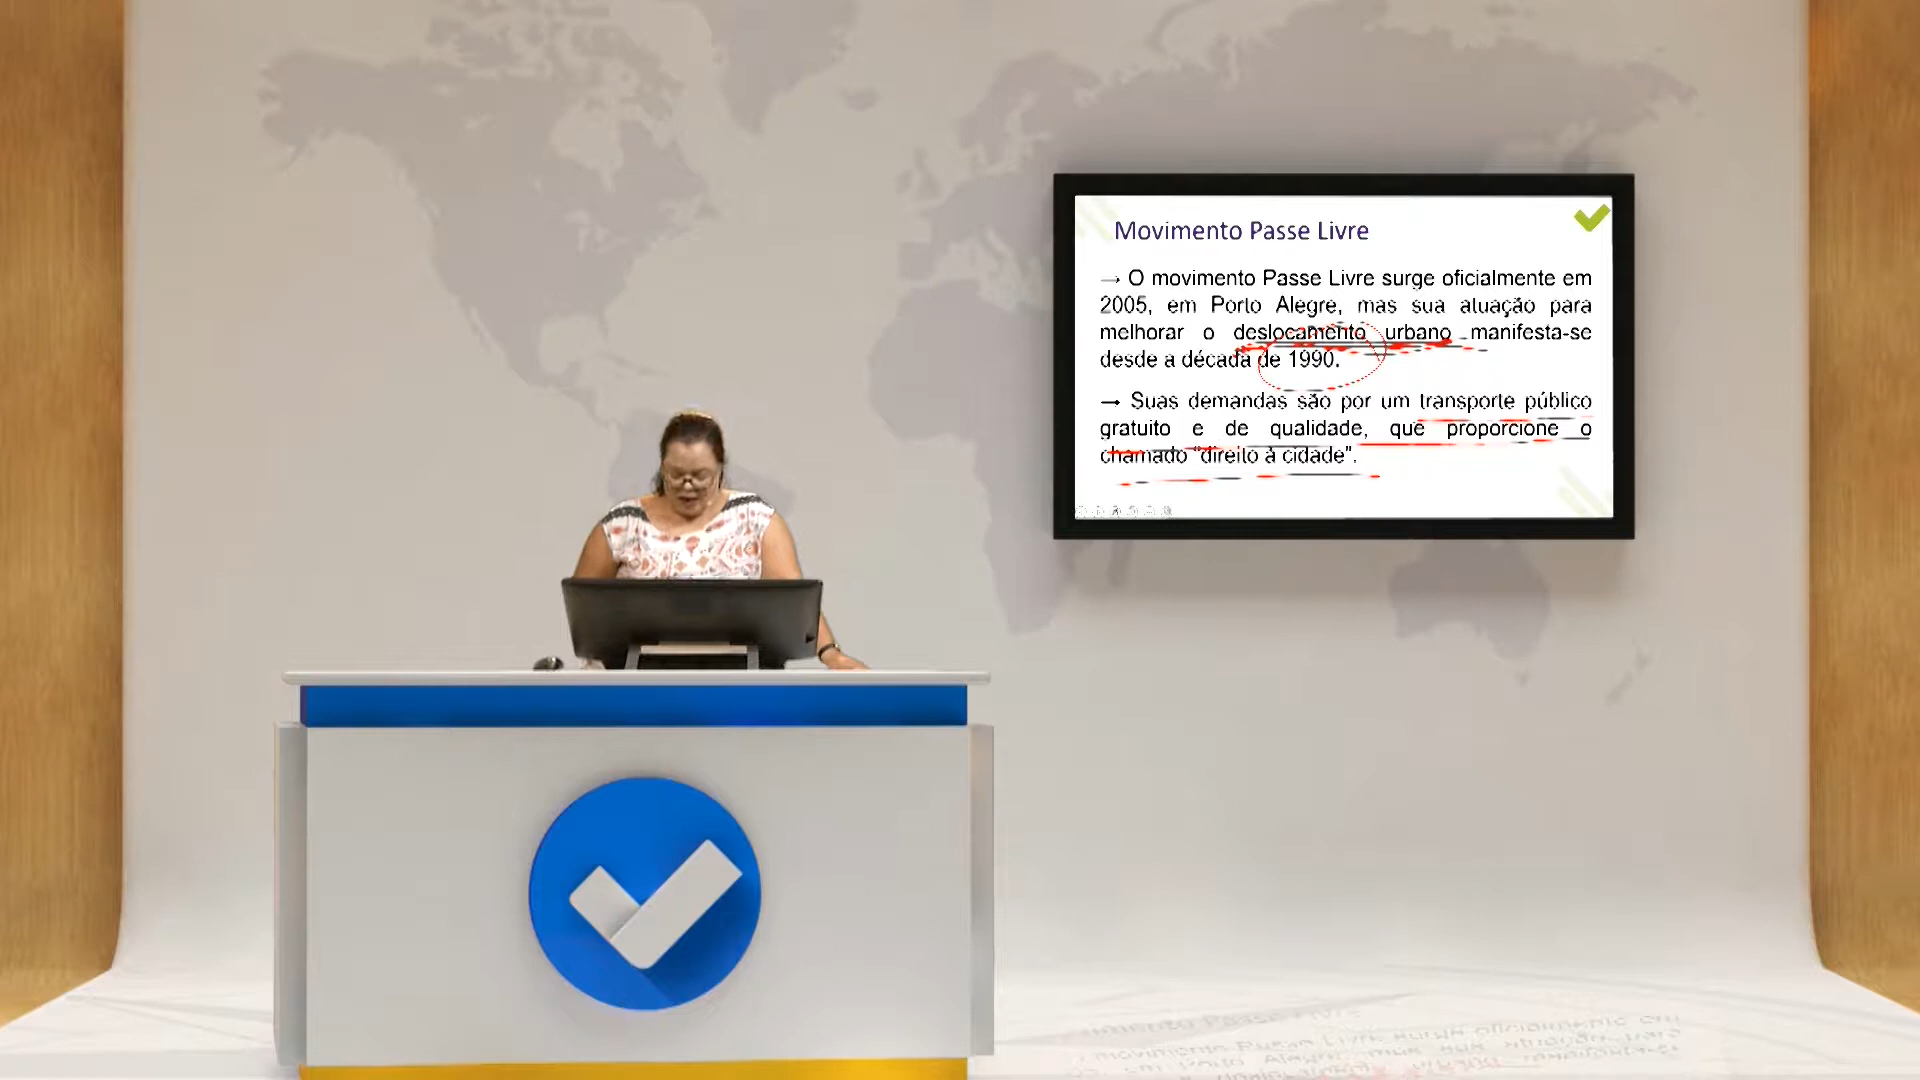 Movimento Passe Livre
→ O movimento Passe Livre surge oficialmente em
2005, em Porto Alegre, mas sua atuação para
melhorar o deslocamento urbano manifesta-se
desde a década de 1990.
→ Suas demandas são por um transporte público
gratuito e de qualidade, que proporcione o
chamado "direito à cidade".